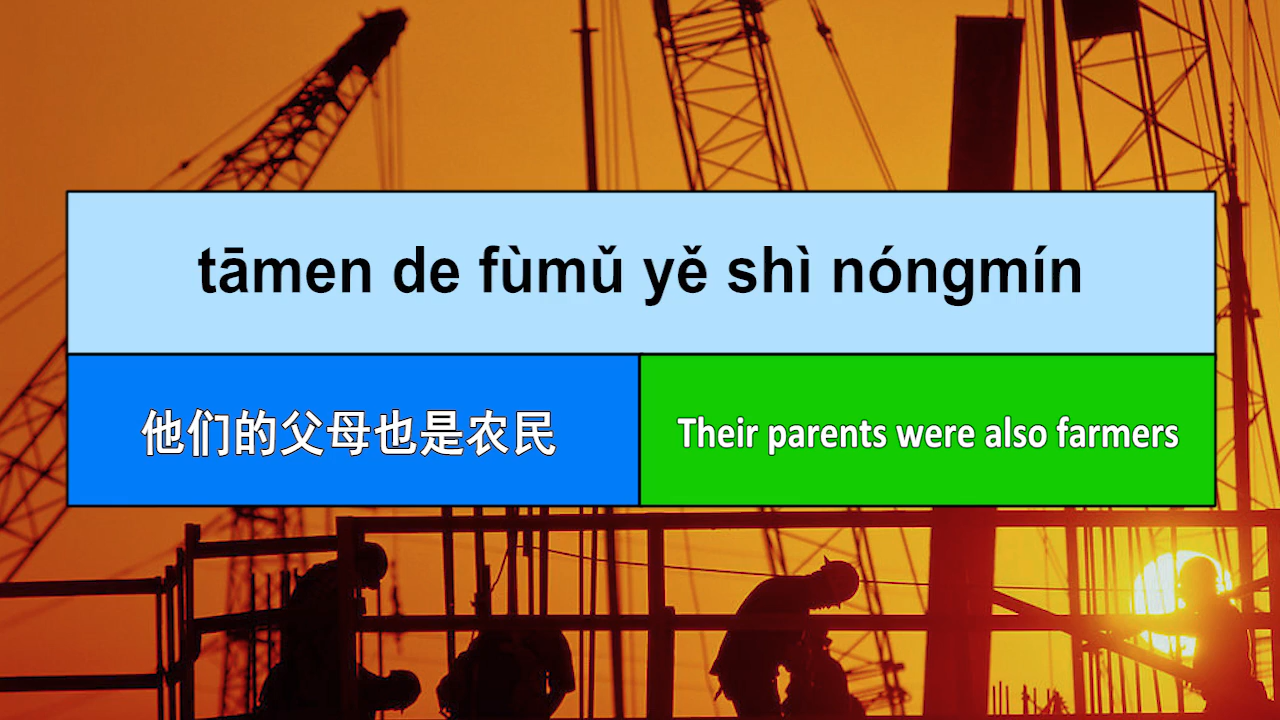 tāmen de fùmǔ yě shì nóngmín
他们的父母也是农民
Their parents were also farmers